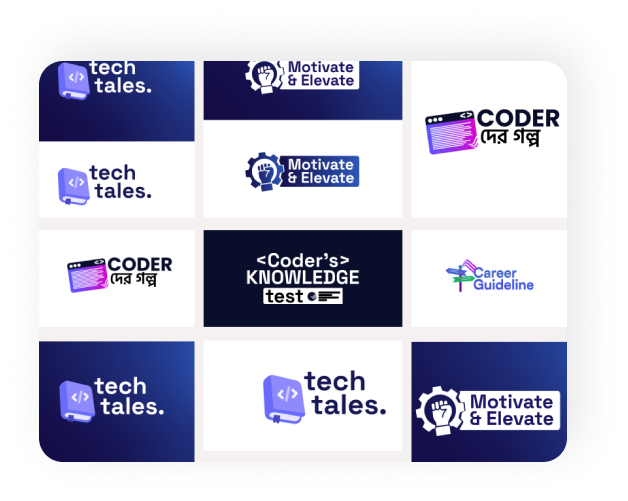 tech
tales.
Motivate
& Elevate
CODER
দের গল্প
tech
tales.
Motivate
& Elevate
CODER
দের গল্প
<Coder's>
KNOWLEDGE
test
Career
Guideline
tech
tales.
tech
tales.
Motivate
& Elevate